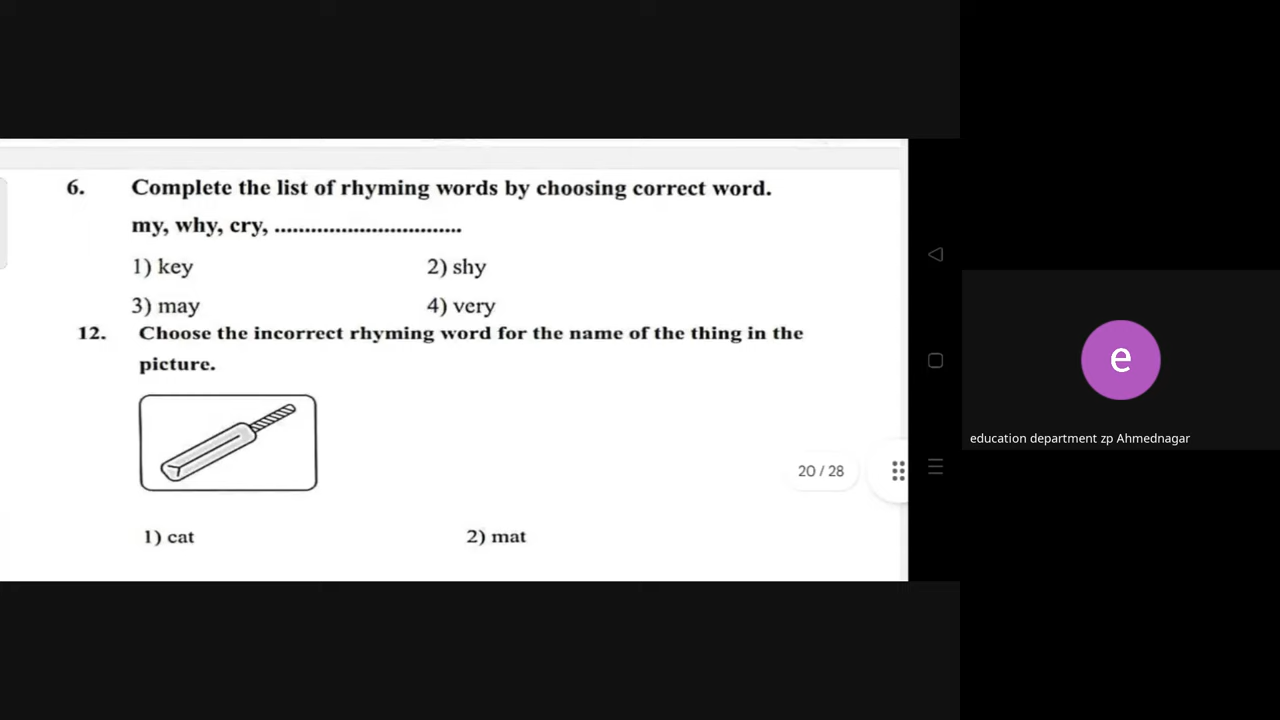 6. Complete the list of rhyming words by choosing correct word.
my, why, cry, ...............................
1) key 2) shy
3) may 4) very
12. Choose the incorrect rhyming word for the name of the thing in the
picture.
20 / 28
1) cat 2) mat
e
education department zp Ahmednagar